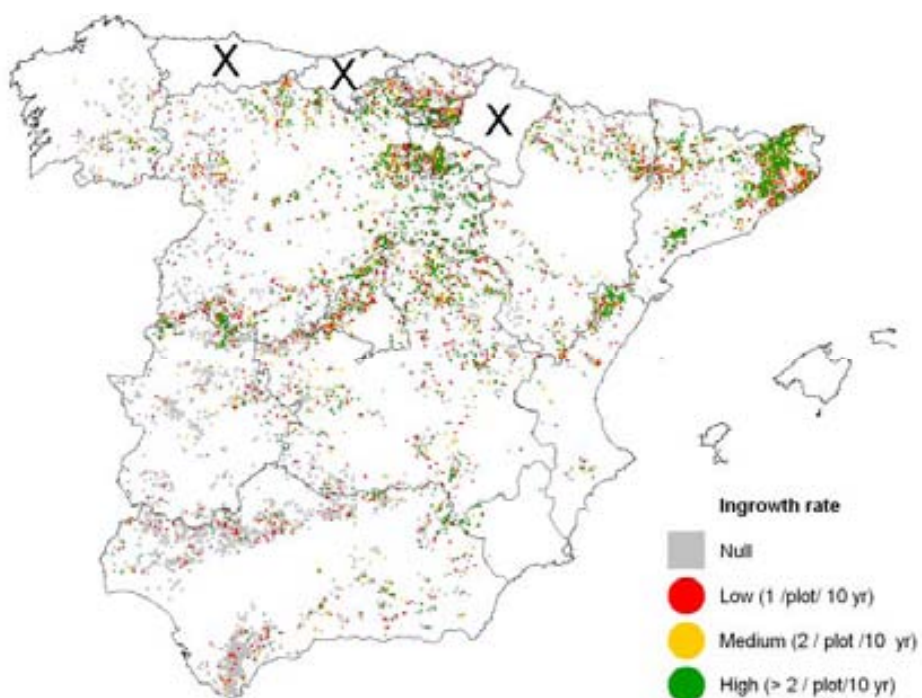 X
X
X
Ingrowth rate
Null
Low (1 /plot/ 10 yr)
Medium (2 / plot /10 yr)
High (> 2 / plot/10 yr)